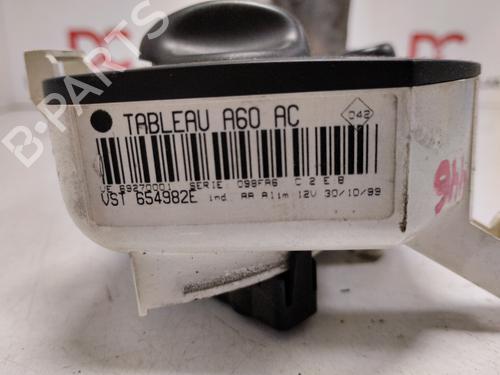 TABLEAU A60 AC
042
VE 69270001 SERIE: 098FA6 C 2 E 8
VST 654982E ind. AA Alim 12V 30/10/99
B-PARTS